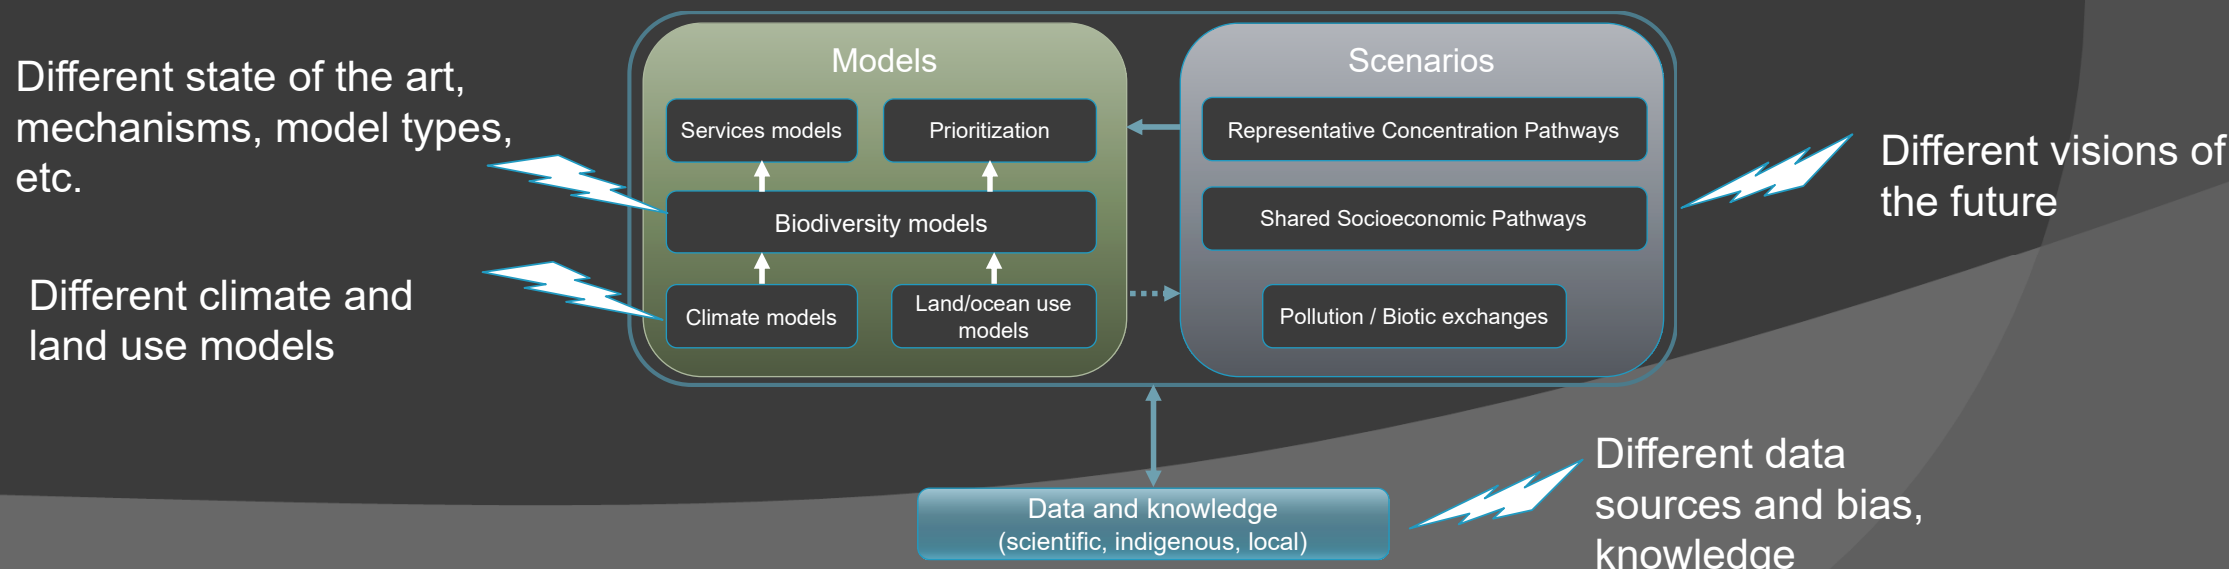 Different state of the art,
mechanisms, model types,
etc.
Different climate and
land use models
Models
Services models
Prioritization
Biodiversity models
Climate models
Land/ocean use
models
Scenarios
Representative Concentration Pathways
Shared Socioeconomic Pathways
Pollution / Biotic exchanges
Different visions of
the future
Data and knowledge
(scientific, indigenous, local)
Different data
sources and bias,
knowledge